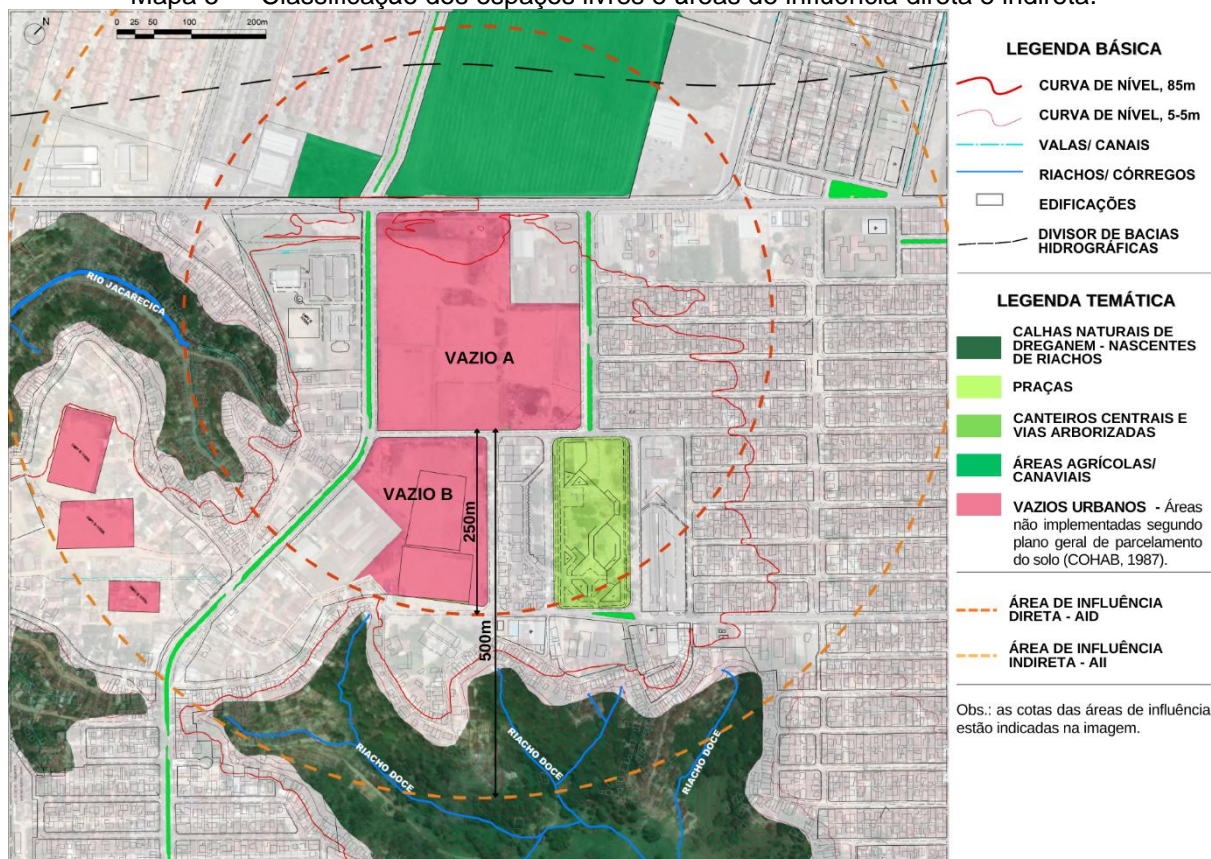 Mapa 3 – Classificação dos espaços livres e áreas de influência direta e indireta.
N
0 25 50 100 200m
RIO JACARECICA
VAZIO A
VAZIO B
250m
500m
RIACHO DOCE
RIACHO DOCE
RIACHO DOCE
LEGENDA BÁSICA
CURVA DE NÍVEL, 85m
CURVA DE NÍVEL, 5-5m
VALAS/ CANAIS
RIACHOS/ CÓRREGOS
EDIFICAÇÕES
DIVISOR DE BACIAS
HIDROGRÁFICAS
LEGENDA TEMÁTICA
CALHAS NATURAIS DE
DREGANEM - NASCENTES
DE RIACHOS
PRAÇAS
CANTEIROS CENTRAIS E
VIAS ARBORIZADAS
ÁREAS AGRÍCOLAS/
CANAVIAIS
VAZIOS URBANOS - Áreas
não implementadas segundo
plano geral de parcelamento
do solo (COHAB, 1987).
ÁREA DE INFLUÊNCIA
DIRETA - AID
ÁREA DE INFLUÊNCIA
INDIRETA - AII
Obs.: as cotas das áreas de influência
estão indicadas na imagem.